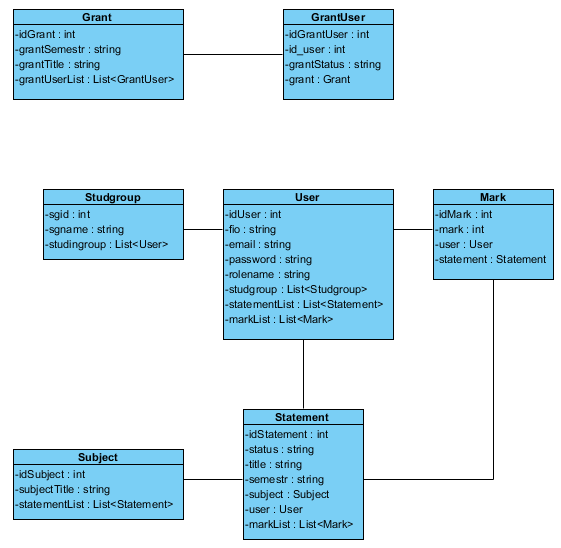 Grant
-idGrant : int
-grantSemestr : string
-grantTitle : string
-grantUserList : List<GrantUser>
GrantUser
-idGrantUser : int
-id_user : int
-grantStatus : string
-grant : Grant
Studgroup
-sgid : int
-sgname : string
-studingroup : List<User>
User
-idUser : int
-fio : string
-email : string
-password : string
-rolename : string
-studgroup : List<Studgroup>
-statementList : List<Statement>
-markList : List<Mark>
Mark
-idMark : int
-mark : int
-user : User
-statement : Statement
Subject
-idSubject : int
-subjectTitle : string
-statementList : List<Statement>
Statement
-idStatement : int
-status : string
-title : string
-semestr : string
-subject : Subject
-user : User
-markList : List<Mark>